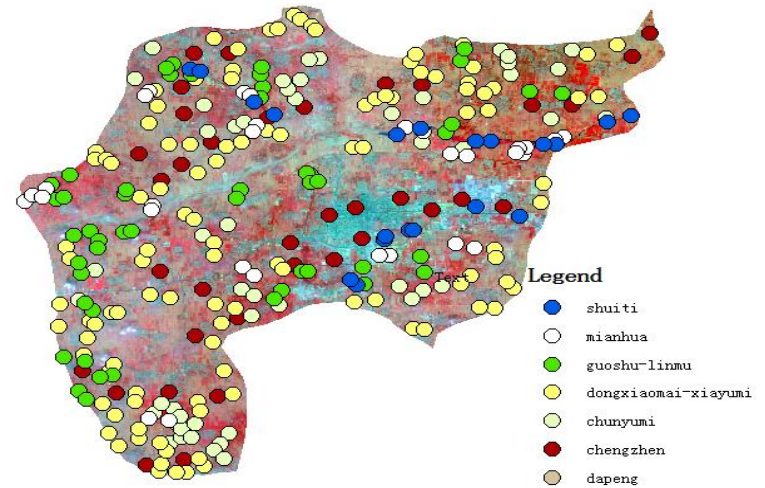 Text
Legend
shuiti
mianhua
guoshu-linmu
dongxiaomai-xiayumi
chunyumi
chengzhen
dapeng